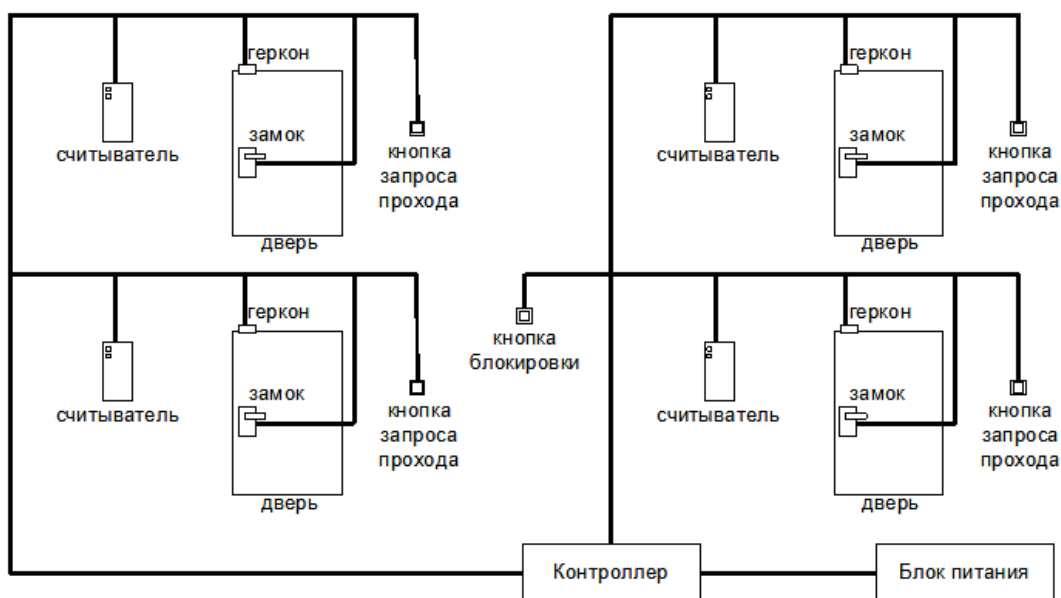 геркон
замок
считыватель
кнопка
запроса
прохода
дверь
геркон
замок
считыватель
кнопка
запроса
прохода
дверь
геркон
замок
считыватель
кнопка
запроса
прохода
дверь
кнопка
блокировки
геркон
замок
считыватель
кнопка
запроса
прохода
дверь
Контроллер
Блок питания